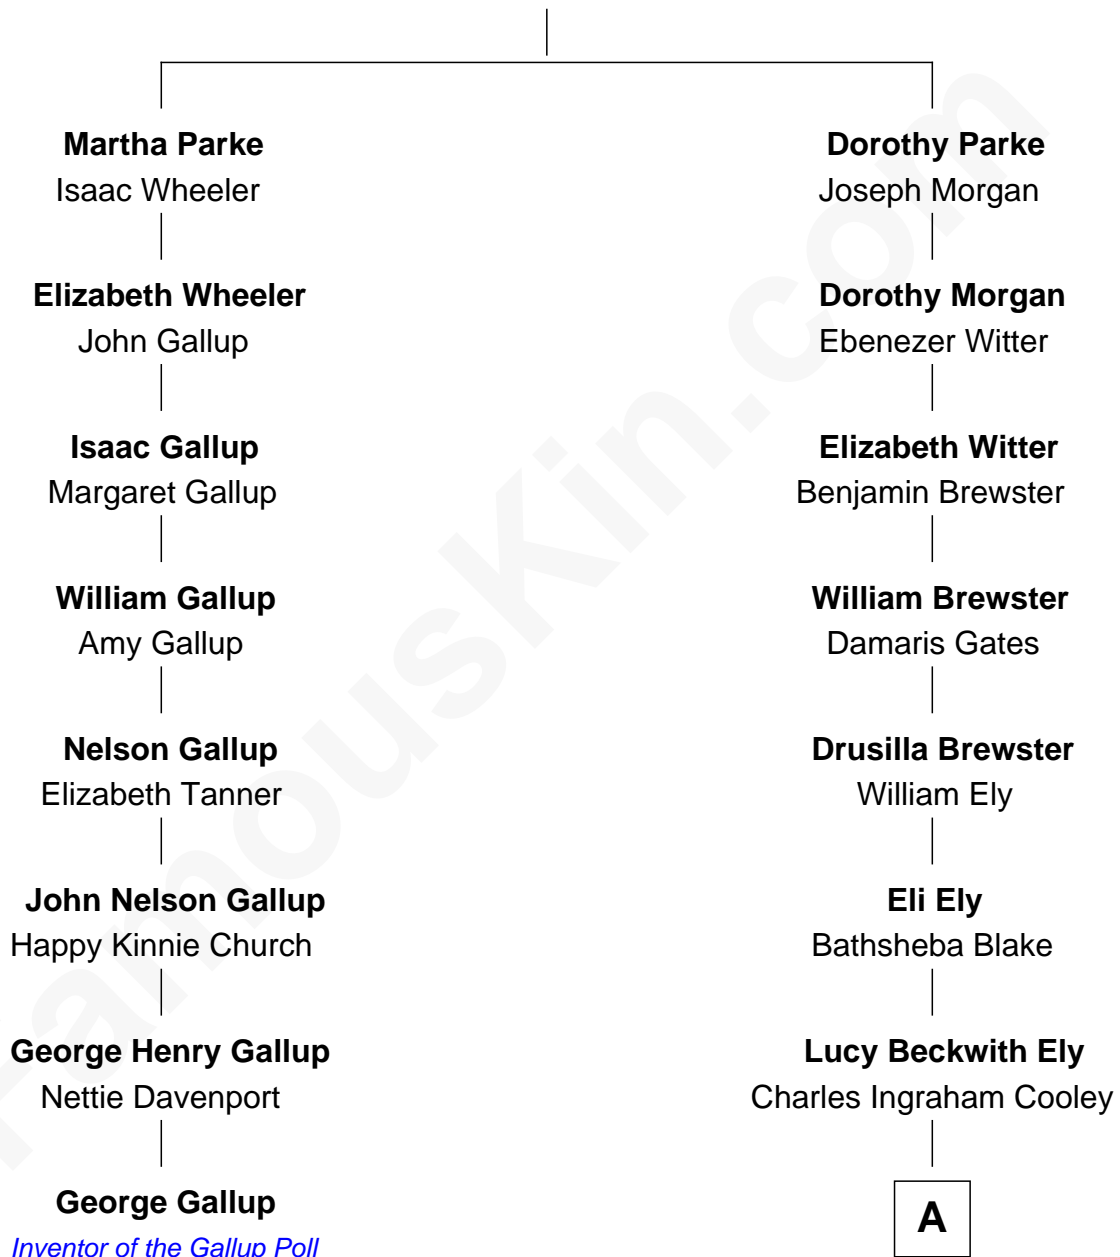 Martha Parke
Isaac Wheeler
Elizabeth Wheeler
John Gallup
Isaac Gallup
Margaret Gallup
William Gallup
Amy Gallup
Nelson Gallup
Elizabeth Tanner
John Nelson Gallup
Happy Kinnie Church
George Henry Gallup
Nettie Davenport
George Gallup
Inventor of the Gallup Poll
Dorothy Parke
Joseph Morgan
Dorothy Morgan
Ebenezer Witter
Elizabeth Witter
Benjamin Brewster
William Brewster
Damaris Gates
Drusilla Brewster
William Ely
Eli Ely
Bathsheba Blake
Lucy Beckwith Ely
Charles Ingraham Cooley
A
FamousKin.com